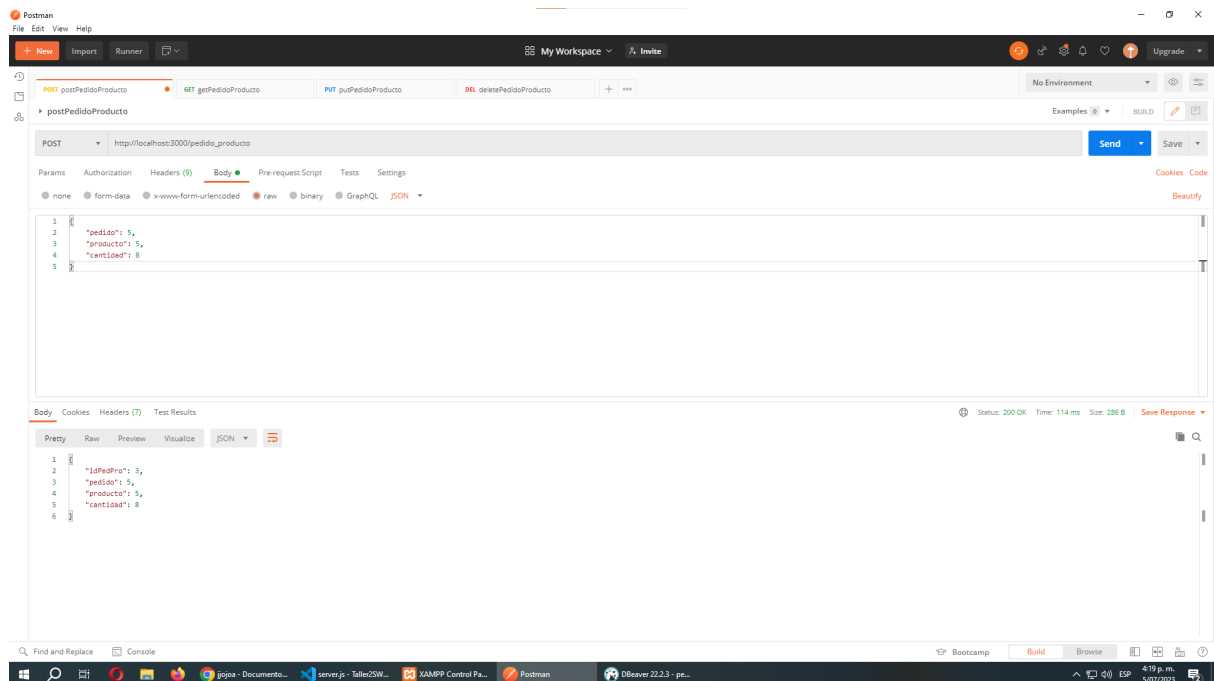 Postman
File Edit View Help
+ New Import Runner My Workspace Invite Upgrade
POST postPedidoProducto GET getPedidoProducto PUT putPedidoProducto DEL deletePedidoProducto No Environment
postPedidoProducto Examples 0 BUILD
POST http://localhost:3000/pedido_producto Send Save
Params Authorization Headers (9) Body Pre-request Script Tests Settings Cookies Code
none form-data x-www-form-urlencoded raw binary GraphQL JSON Beautify
1 {
2 "pedido": 5,
3 "producto": 5,
4 "cantidad": 8
5 }
Body Cookies Headers (7) Test Results Status: 200 OK Time: 114 ms Size: 286 B Save Response
Pretty Raw Preview Visualize JSON
1 {
2 "idPedPro": 3,
3 "pedido": 5,
4 "producto": 5,
5 "cantidad": 8
6 }
Find and Replace Console Bootcamp Build Browse
jjojoa - Documento... server.js - Taller2SW... XAMPP Control Pa... Postman DBeaver 22.2.3 - pe... ESP 4:19 p. m.
5/07/2023